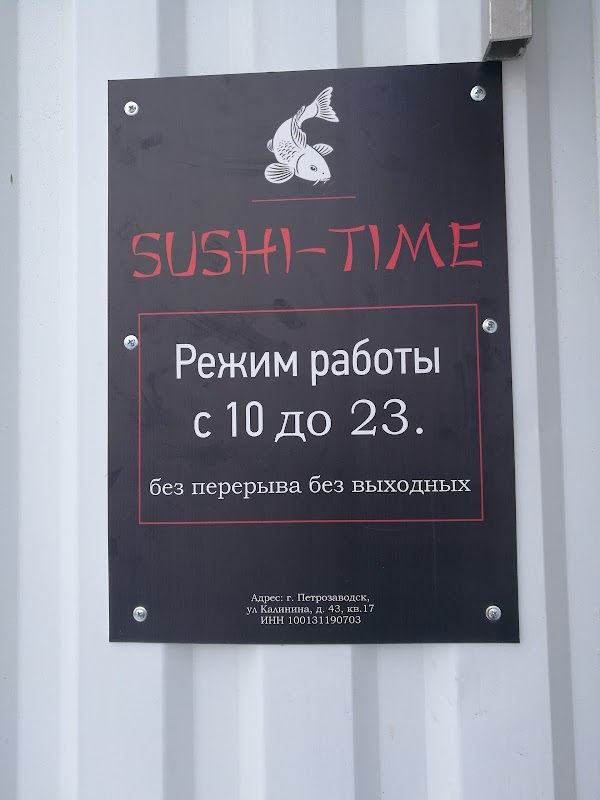 SUSHI-TIME
Режим работы
с 10 до 23.
без перерыва без выходных
Адрес: г. Петрозаводск,
ул Калинина, д. 43, кв.17
ИНН 100131190703